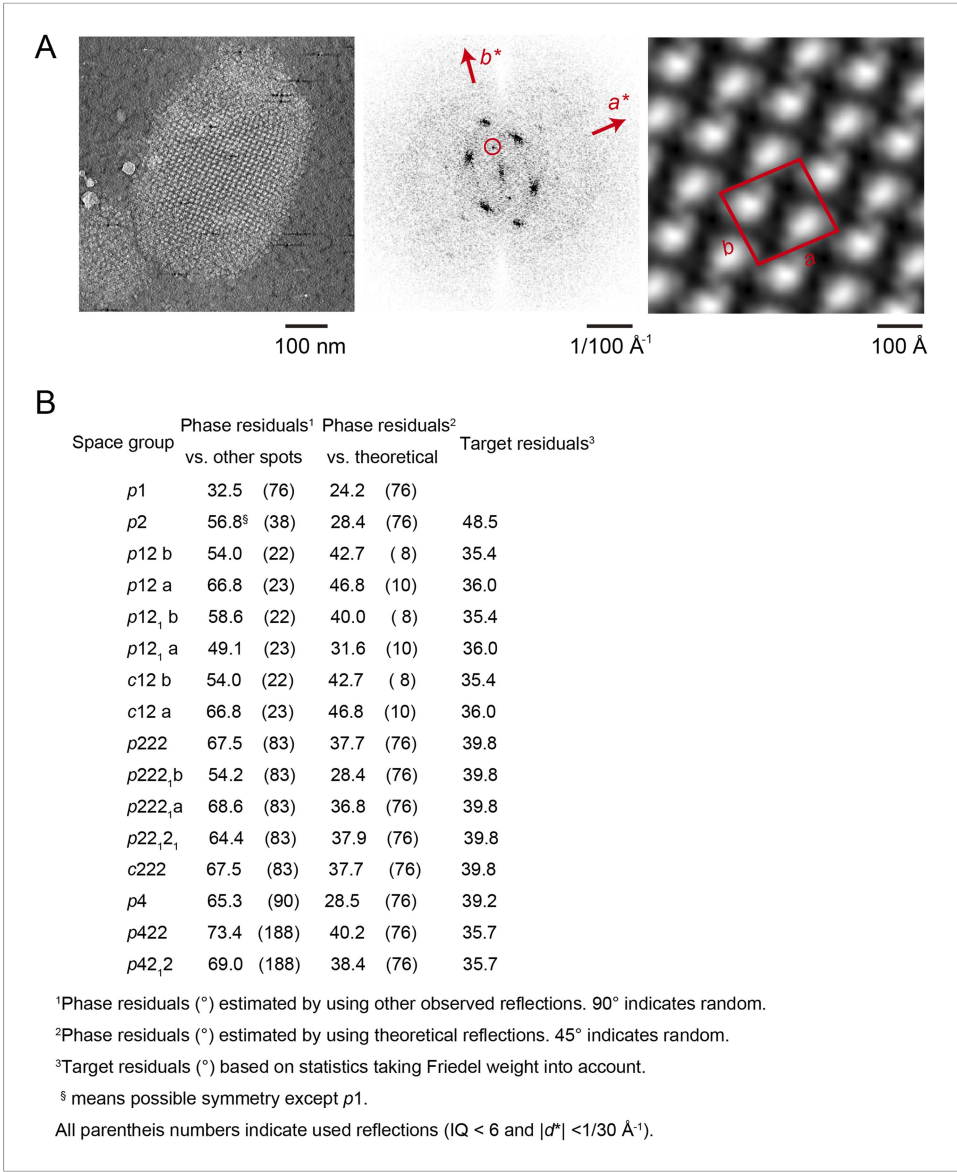 A
b*
a*
b
a
100 nm
1/100 Å⁻¹
100 Å
B
Space group Phase residuals¹ vs. other spots Phase residuals² vs. theoretical Target residuals³
p1 32.5 (76) 24.2 (76)
p2 56.8§ (38) 28.4 (76) 48.5
p12 b 54.0 (22) 42.7 ( 8) 35.4
p12 a 66.8 (23) 46.8 (10) 36.0
p12₁ b 58.6 (22) 40.0 ( 8) 35.4
p12₁ a 49.1 (23) 31.6 (10) 36.0
c12 b 54.0 (22) 42.7 ( 8) 35.4
c12 a 66.8 (23) 46.8 (10) 36.0
p222 67.5 (83) 37.7 (76) 39.8
p222₁b 54.2 (83) 28.4 (76) 39.8
p222₁a 68.6 (83) 36.8 (76) 39.8
p22₁2₁ 64.4 (83) 37.9 (76) 39.8
c222 67.5 (83) 37.7 (76) 39.8
p4 65.3 (90) 28.5 (76) 39.2
p422 73.4 (188) 40.2 (76) 35.7
p42₁2 69.0 (188) 38.4 (76) 35.7
¹Phase residuals (°) estimated by using other observed reflections. 90° indicates random.
²Phase residuals (°) estimated by using theoretical reflections. 45° indicates random.
³Target residuals (°) based on statistics taking Friedel weight into account.
§ means possible symmetry except p1.
All parentheis numbers indicate used reflections (IQ < 6 and |d*| <1/30 Å⁻¹).